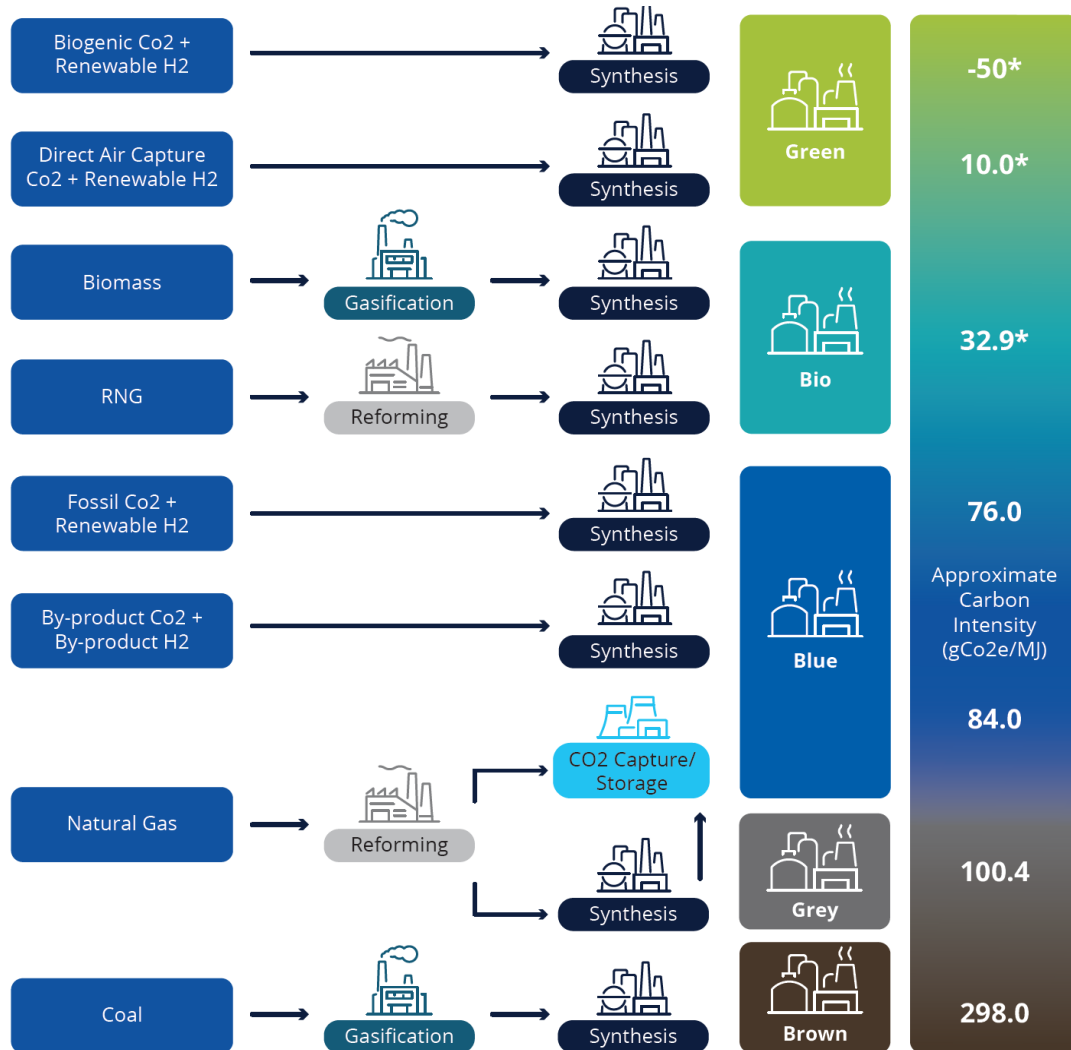 Biogenic Co2 +
Renewable H2
Synthesis
Direct Air Capture
Co2 + Renewable H2
Synthesis
Green
-50*
10.0*
Biomass
Gasification
Synthesis
RNG
Reforming
Synthesis
Bio
32.9*
Fossil Co2 +
Renewable H2
Synthesis
By-product Co2 +
By-product H2
Synthesis
Natural Gas
Reforming
CO2 Capture/
Storage
Synthesis
Blue
76.0
Approximate
Carbon
Intensity
(gCo2e/MJ)
84.0
Grey
100.4
Coal
Gasification
Synthesis
Brown
298.0